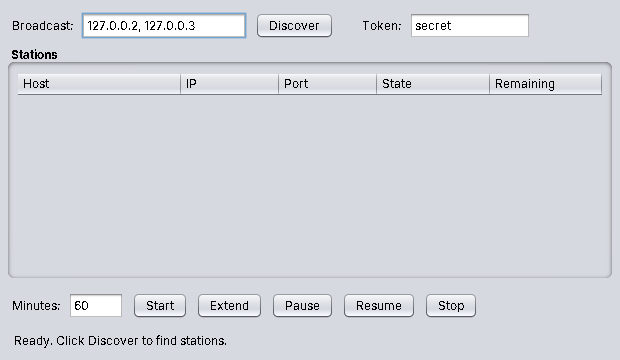 Broadcast: 127.0.0.2, 127.0.0.3 Discover Token: secret
Stations
Host IP Port State Remaining
Minutes: 60 Start Extend Pause Resume Stop
Ready. Click Discover to find stations.